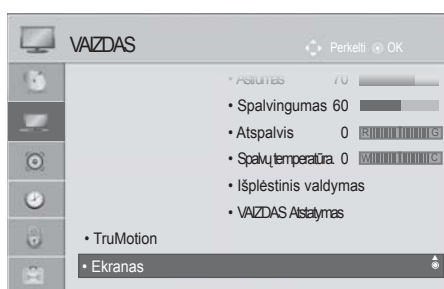 VAIZDAS Perkelti OK
• Aštrumas 70
• Spalvingumas 60
• Atspalvis 0 R G
• Spalvų temperatūra 0 W C
• Išplėstinis valdymas
• VAIZDAS Atstatymas
• TruMotion
• Ekranas